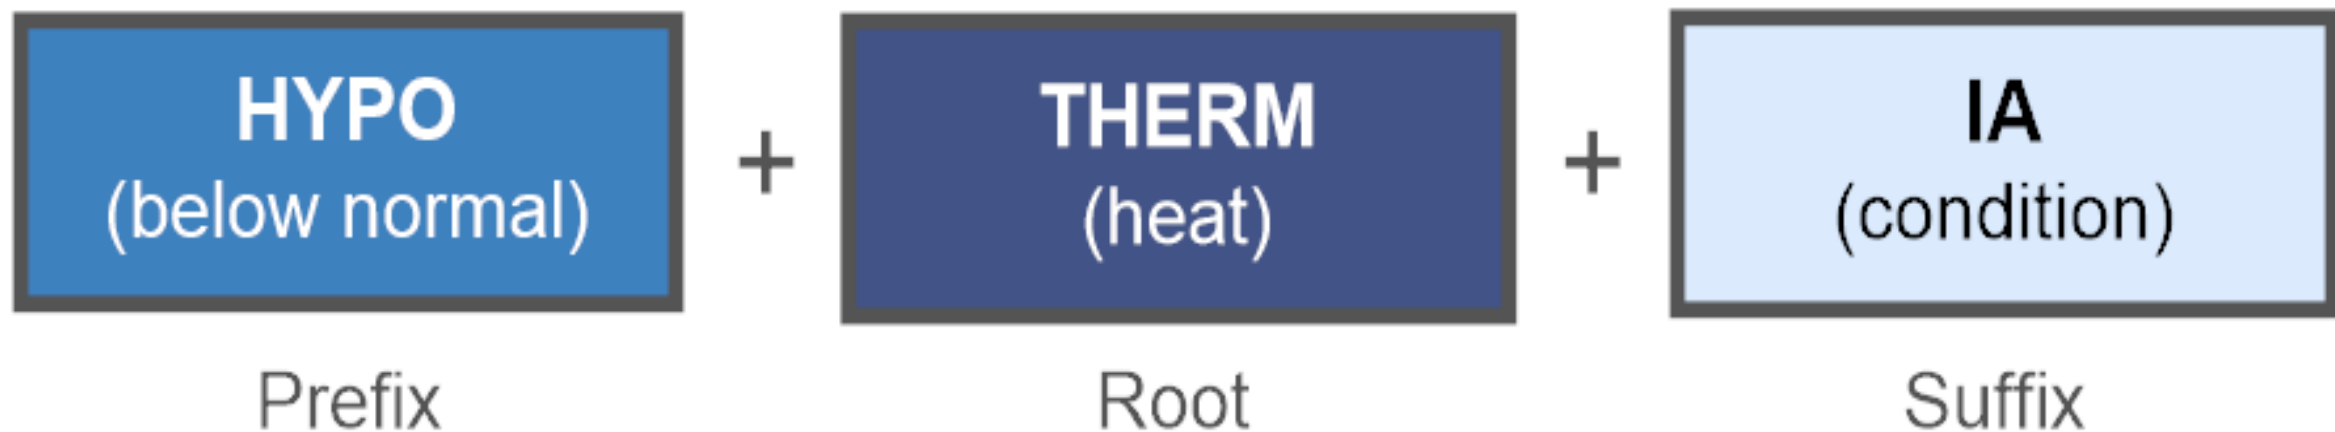 HYPO
(below normal)
+
THERM
(heat)
+
IA
(condition)
Prefix
Root
Suffix